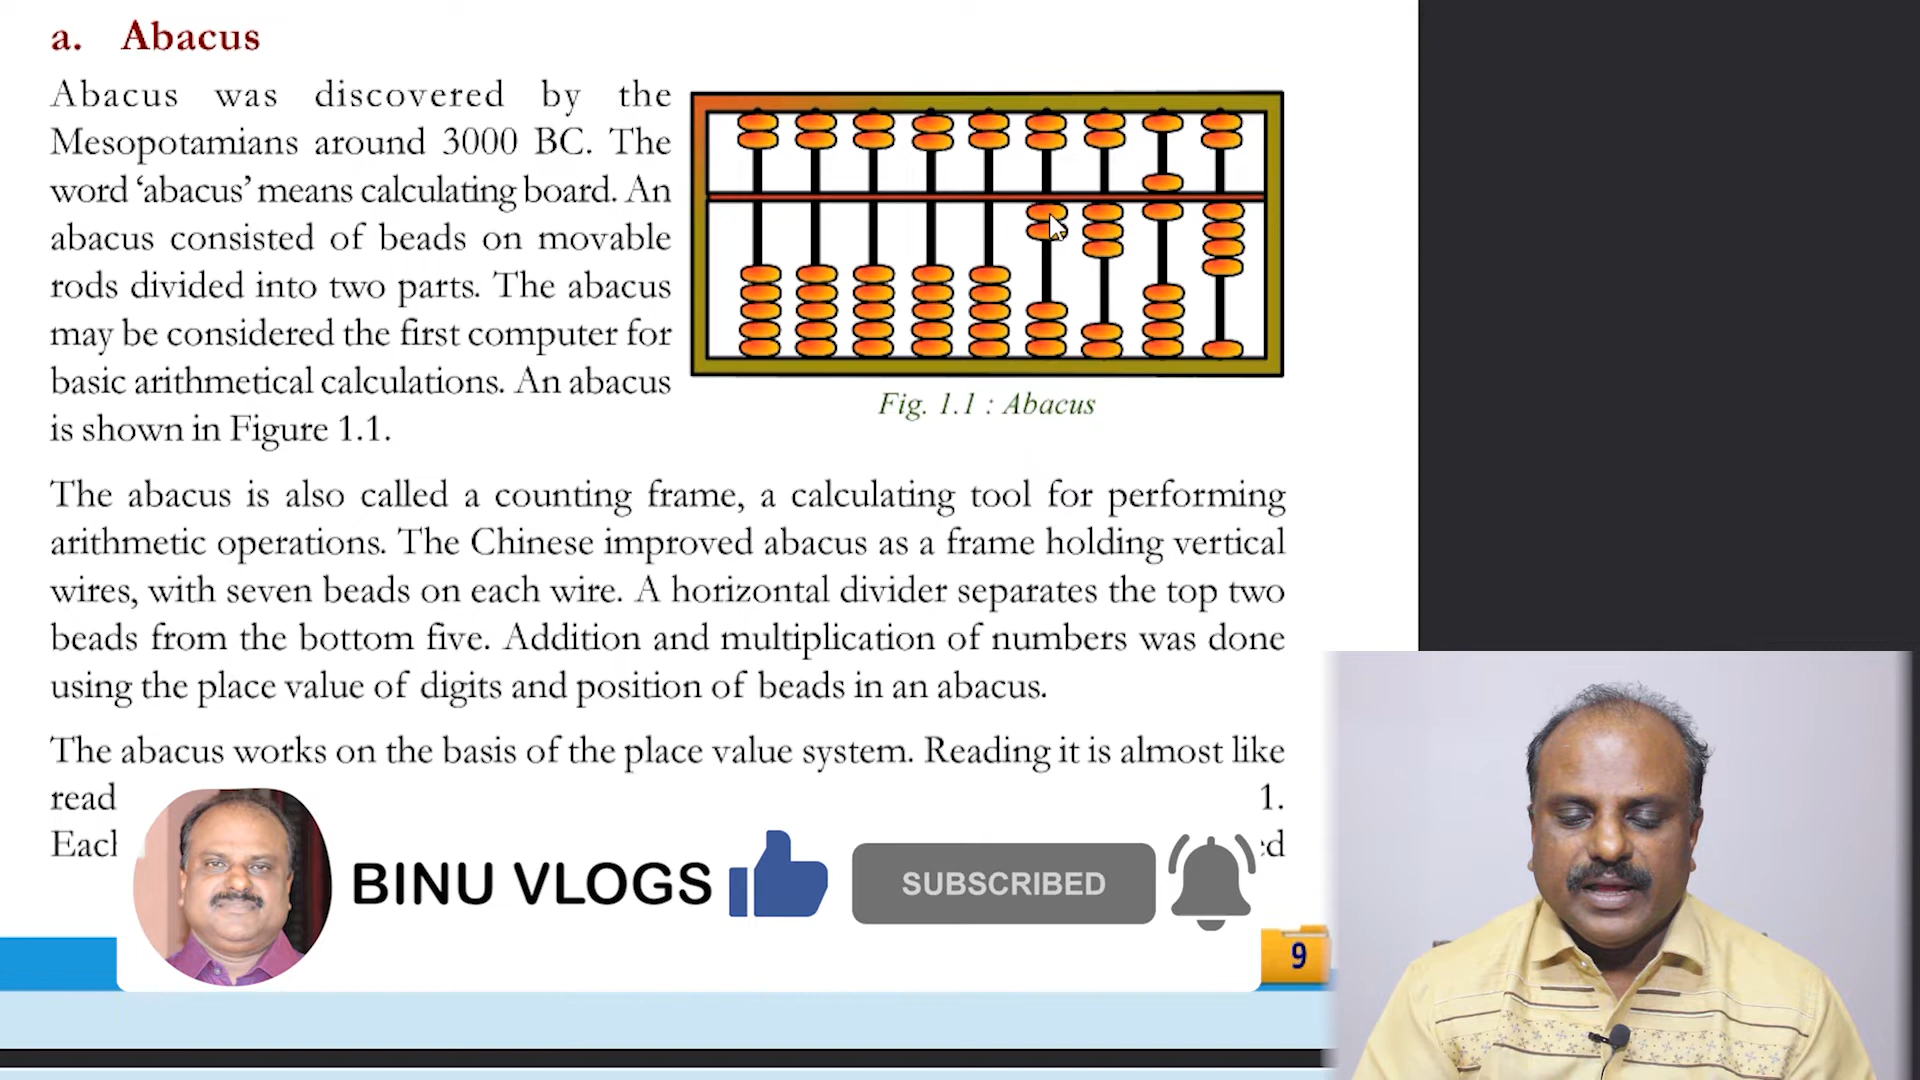 a. Abacus
Abacus was discovered by the
Mesopotamians around 3000 BC. The
word ‘abacus’ means calculating board. An
abacus consisted of beads on movable
rods divided into two parts. The abacus
may be considered the first computer for
basic arithmetical calculations. An abacus
is shown in Figure 1.1.
Fig. 1.1 : Abacus
The abacus is also called a counting frame, a calculating tool for performing
arithmetic operations. The Chinese improved abacus as a frame holding vertical
wires, with seven beads on each wire. A horizontal divider separates the top two
beads from the bottom five. Addition and multiplication of numbers was done
using the place value of digits and position of beads in an abacus.
The abacus works on the basis of the place value system. Reading it is almost like
read 1.
BINU VLOGS
SUBSCRIBED
9